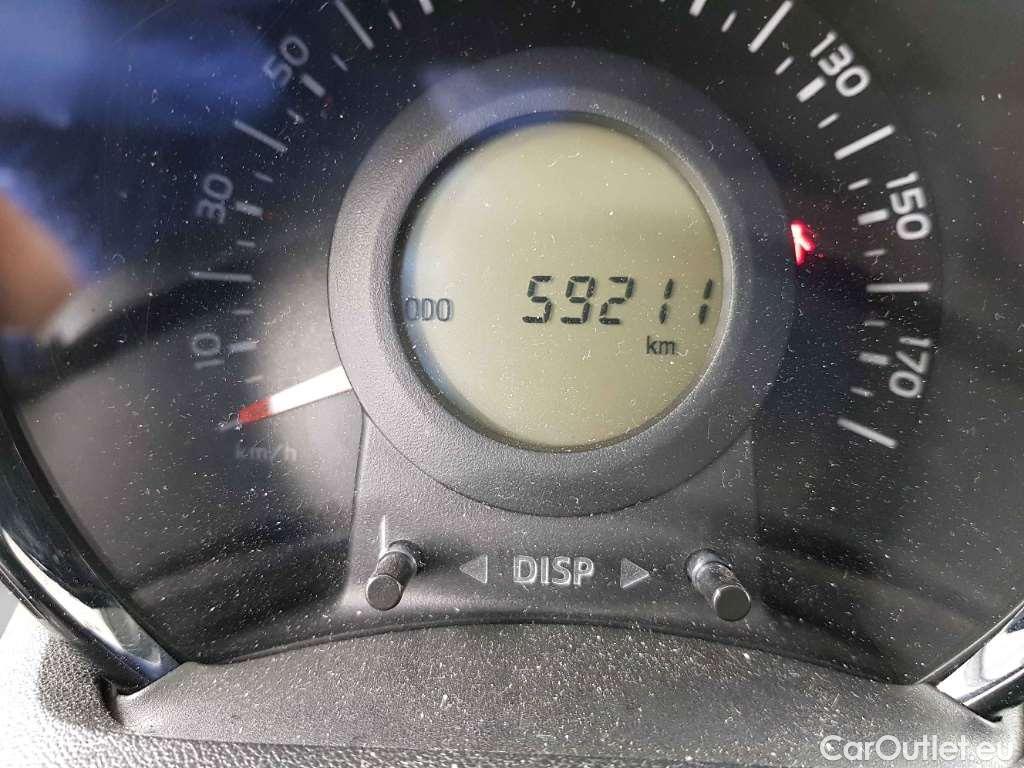 50
130
30
150
ODO 59211
km
10
170
km/h
◁ DISP ▷
CarOutlet.eu